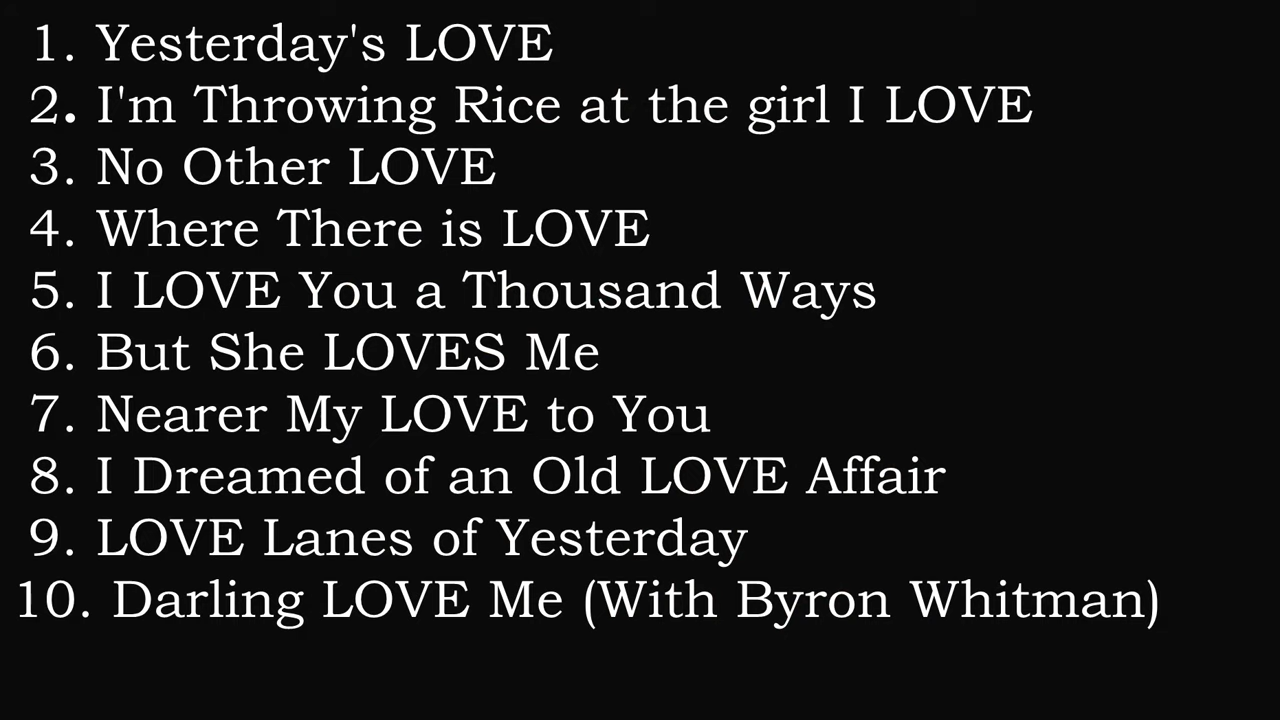 1. Yesterday's LOVE
2. I'm Throwing Rice at the girl I LOVE
3. No Other LOVE
4. Where There is LOVE
5. I LOVE You a Thousand Ways
6. But She LOVES Me
7. Nearer My LOVE to You
8. I Dreamed of an Old LOVE Affair
9. LOVE Lanes of Yesterday
10. Darling LOVE Me (With Byron Whitman)